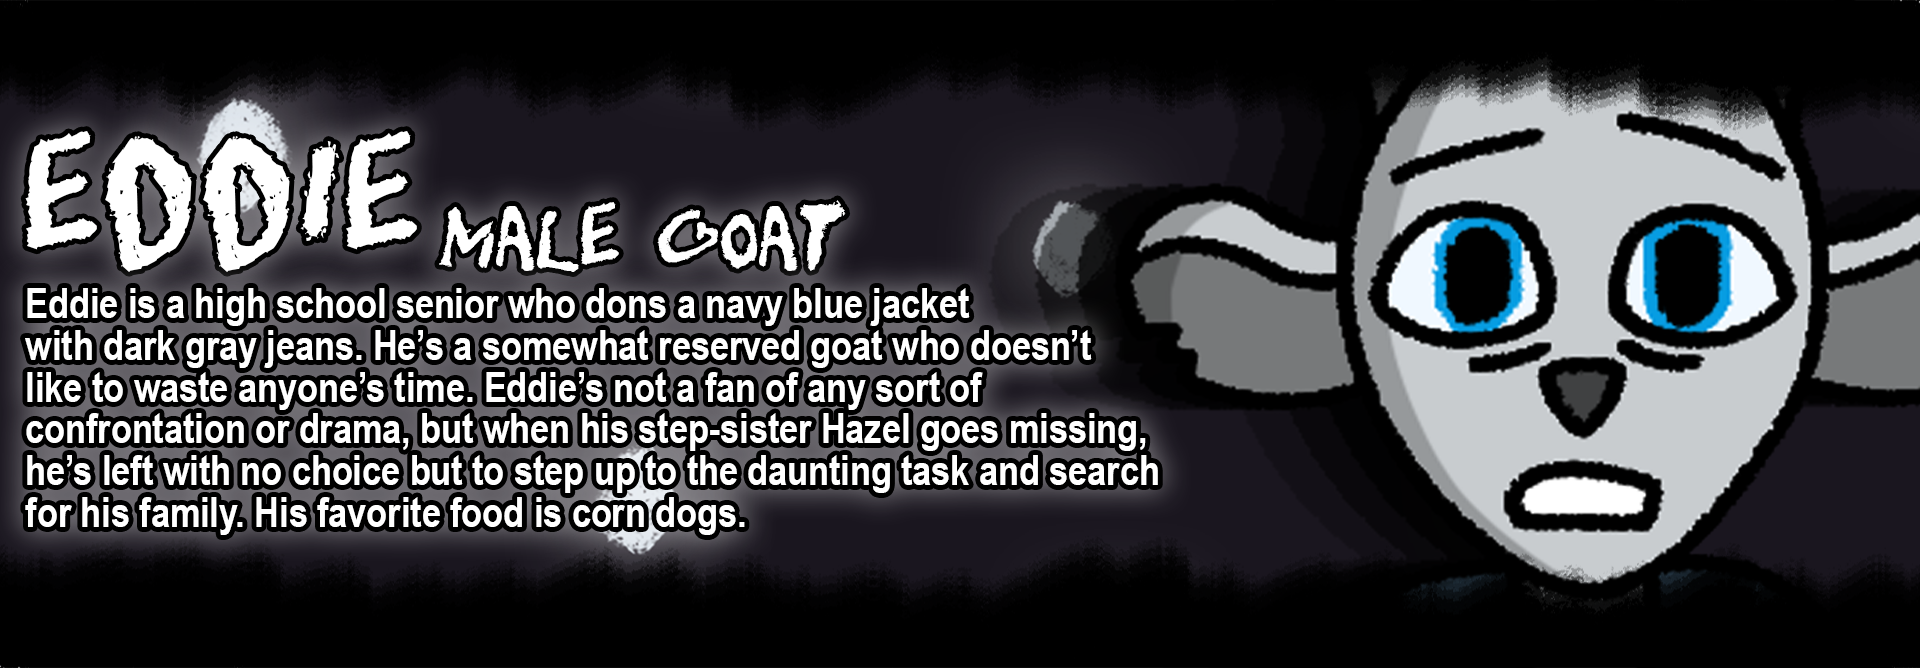 EDDIE MALE GOAT
Eddie is a high school senior who dons a navy blue jacket
with dark gray jeans. He’s a somewhat reserved goat who doesn’t
like to waste anyone’s time. Eddie’s not a fan of any sort of
confrontation or drama, but when his step-sister Hazel goes missing,
he’s left with no choice but to step up to the daunting task and search
for his family. His favorite food is corn dogs.